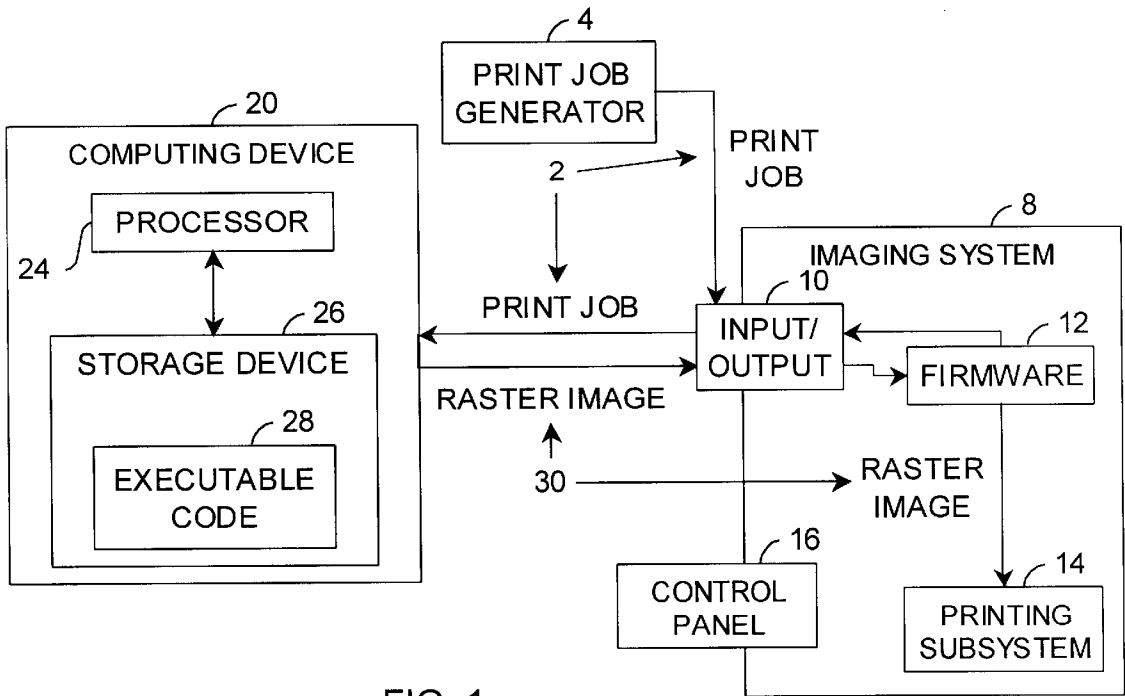 4
PRINT JOB
GENERATOR
20
COMPUTING DEVICE
PROCESSOR
24
2
PRINT
JOB
8
IMAGING SYSTEM
10
PRINT JOB
INPUT/
OUTPUT
26
STORAGE DEVICE
12
FIRMWARE
RASTER IMAGE
28
EXECUTABLE
CODE
30
RASTER
IMAGE
16
CONTROL
PANEL
14
PRINTING
SUBSYSTEM
FIG. 1